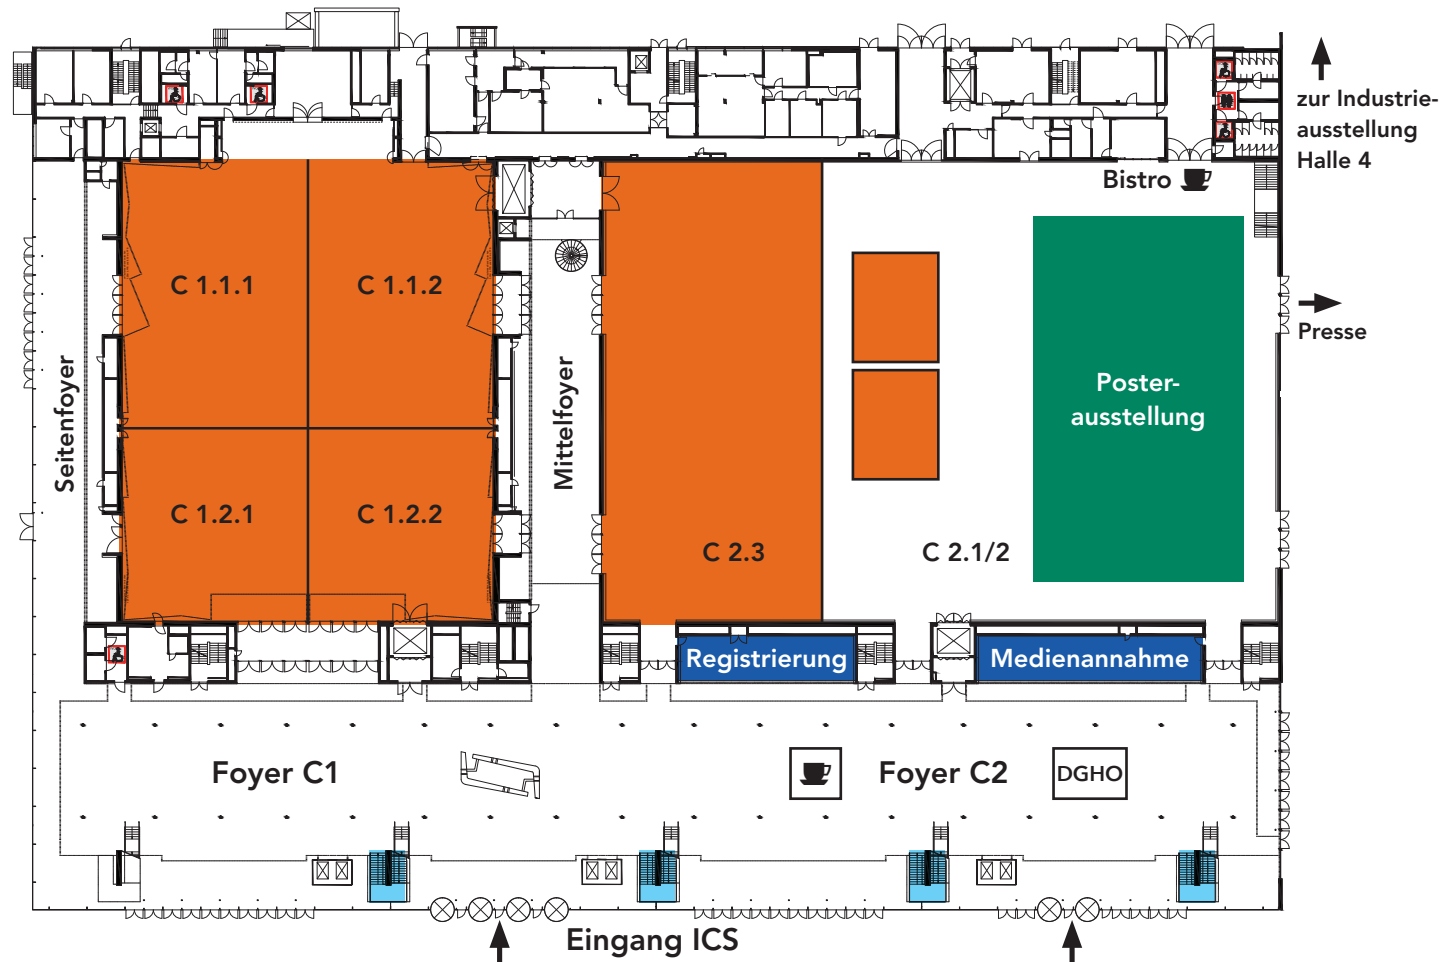 zur Industrie-
ausstellung
Halle 4
Bistro
C 1.1.1
C 1.1.2
Presse
Seitenfoyer
Mittelfoyer
Poster-
ausstellung
C 1.2.1
C 1.2.2
C 2.3
C 2.1/2
Registrierung
Medienannahme
Foyer C1
Foyer C2
DGHO
Eingang ICS